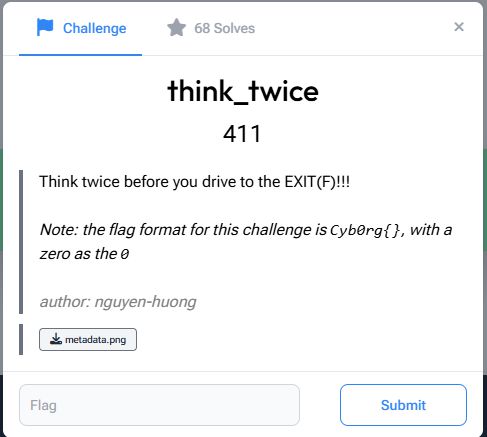 Challenge
68 Solves
×
think_twice
411
Think twice before you drive to the EXIT(F)!!!
Note: the flag format for this challenge is Cyb0rg{}, with a
zero as the 0
author: nguyen-huong
metadata.png
Flag
Submit